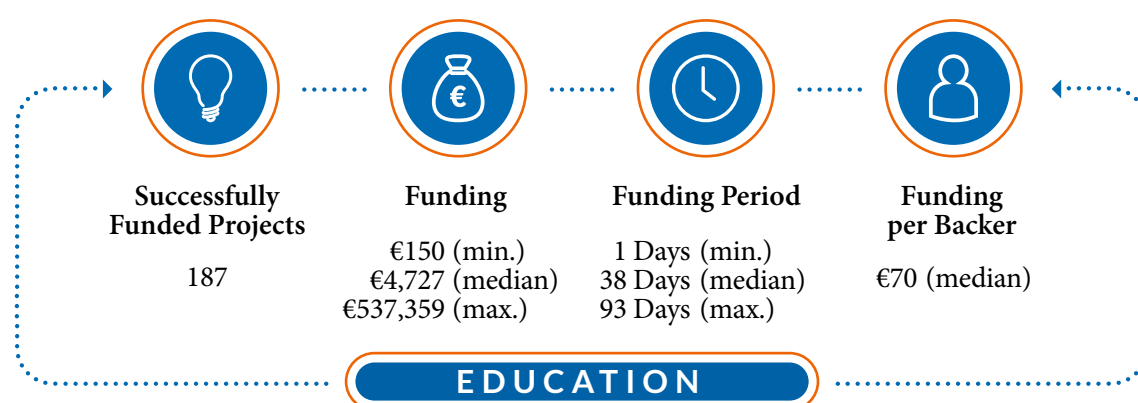 €
Successfully
Funded Projects
187
Funding
€150 (min.)
€4,727 (median)
€537,359 (max.)
Funding Period
1 Days (min.)
38 Days (median)
93 Days (max.)
Funding
per Backer
€70 (median)
EDUCATION